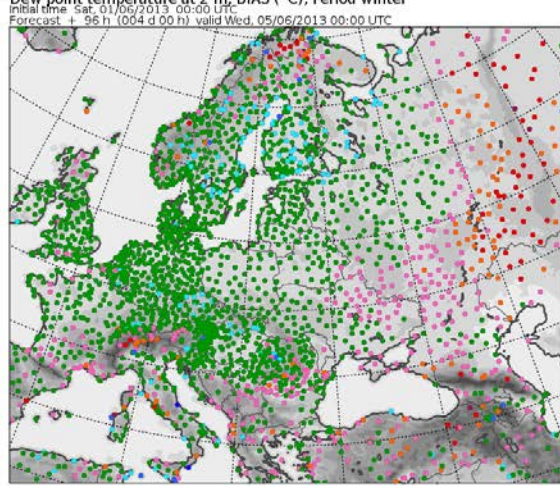 Dew point temperature at 2 m, BIAS (°C), Period winter
Initial time Sat, 01/06/2013 00:00 UTC
Forecast + 96 h (004 d 00 h) valid Wed, 05/06/2013 00:00 UTC